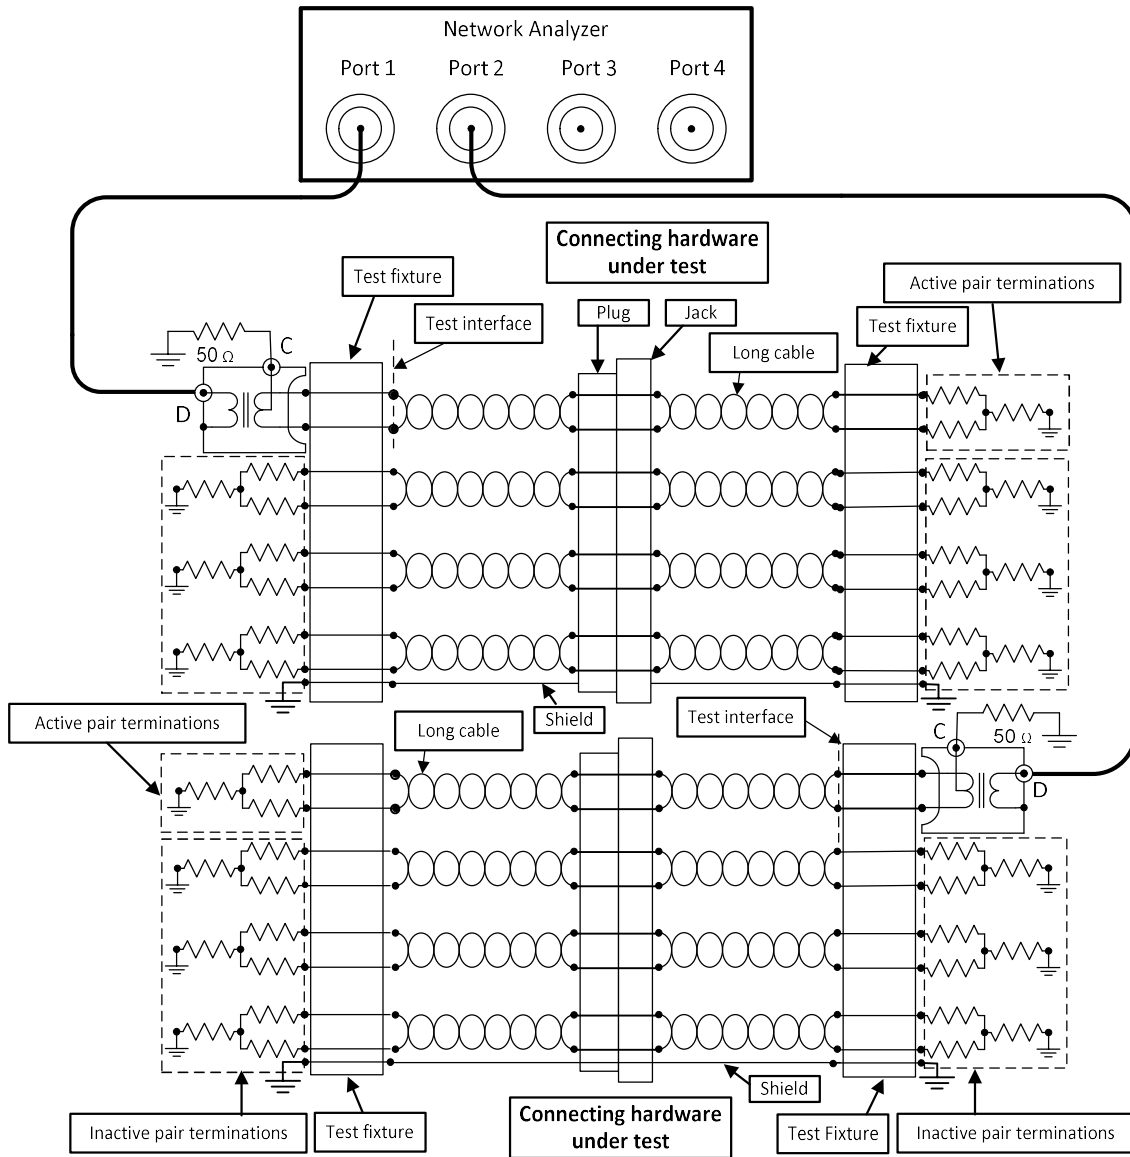 Network Analyzer
Port 1
Port 2
Port 3
Port 4
Connecting hardware
under test
Test fixture
Active pair terminations
Test interface
Plug
Jack
Test fixture
Long cable
50 Ω
C
D
Shield
Active pair terminations
Long cable
Test interface
C
50 Ω
D
Shield
Inactive pair terminations
Test fixture
Connecting hardware
under test
Test Fixture
Inactive pair terminations